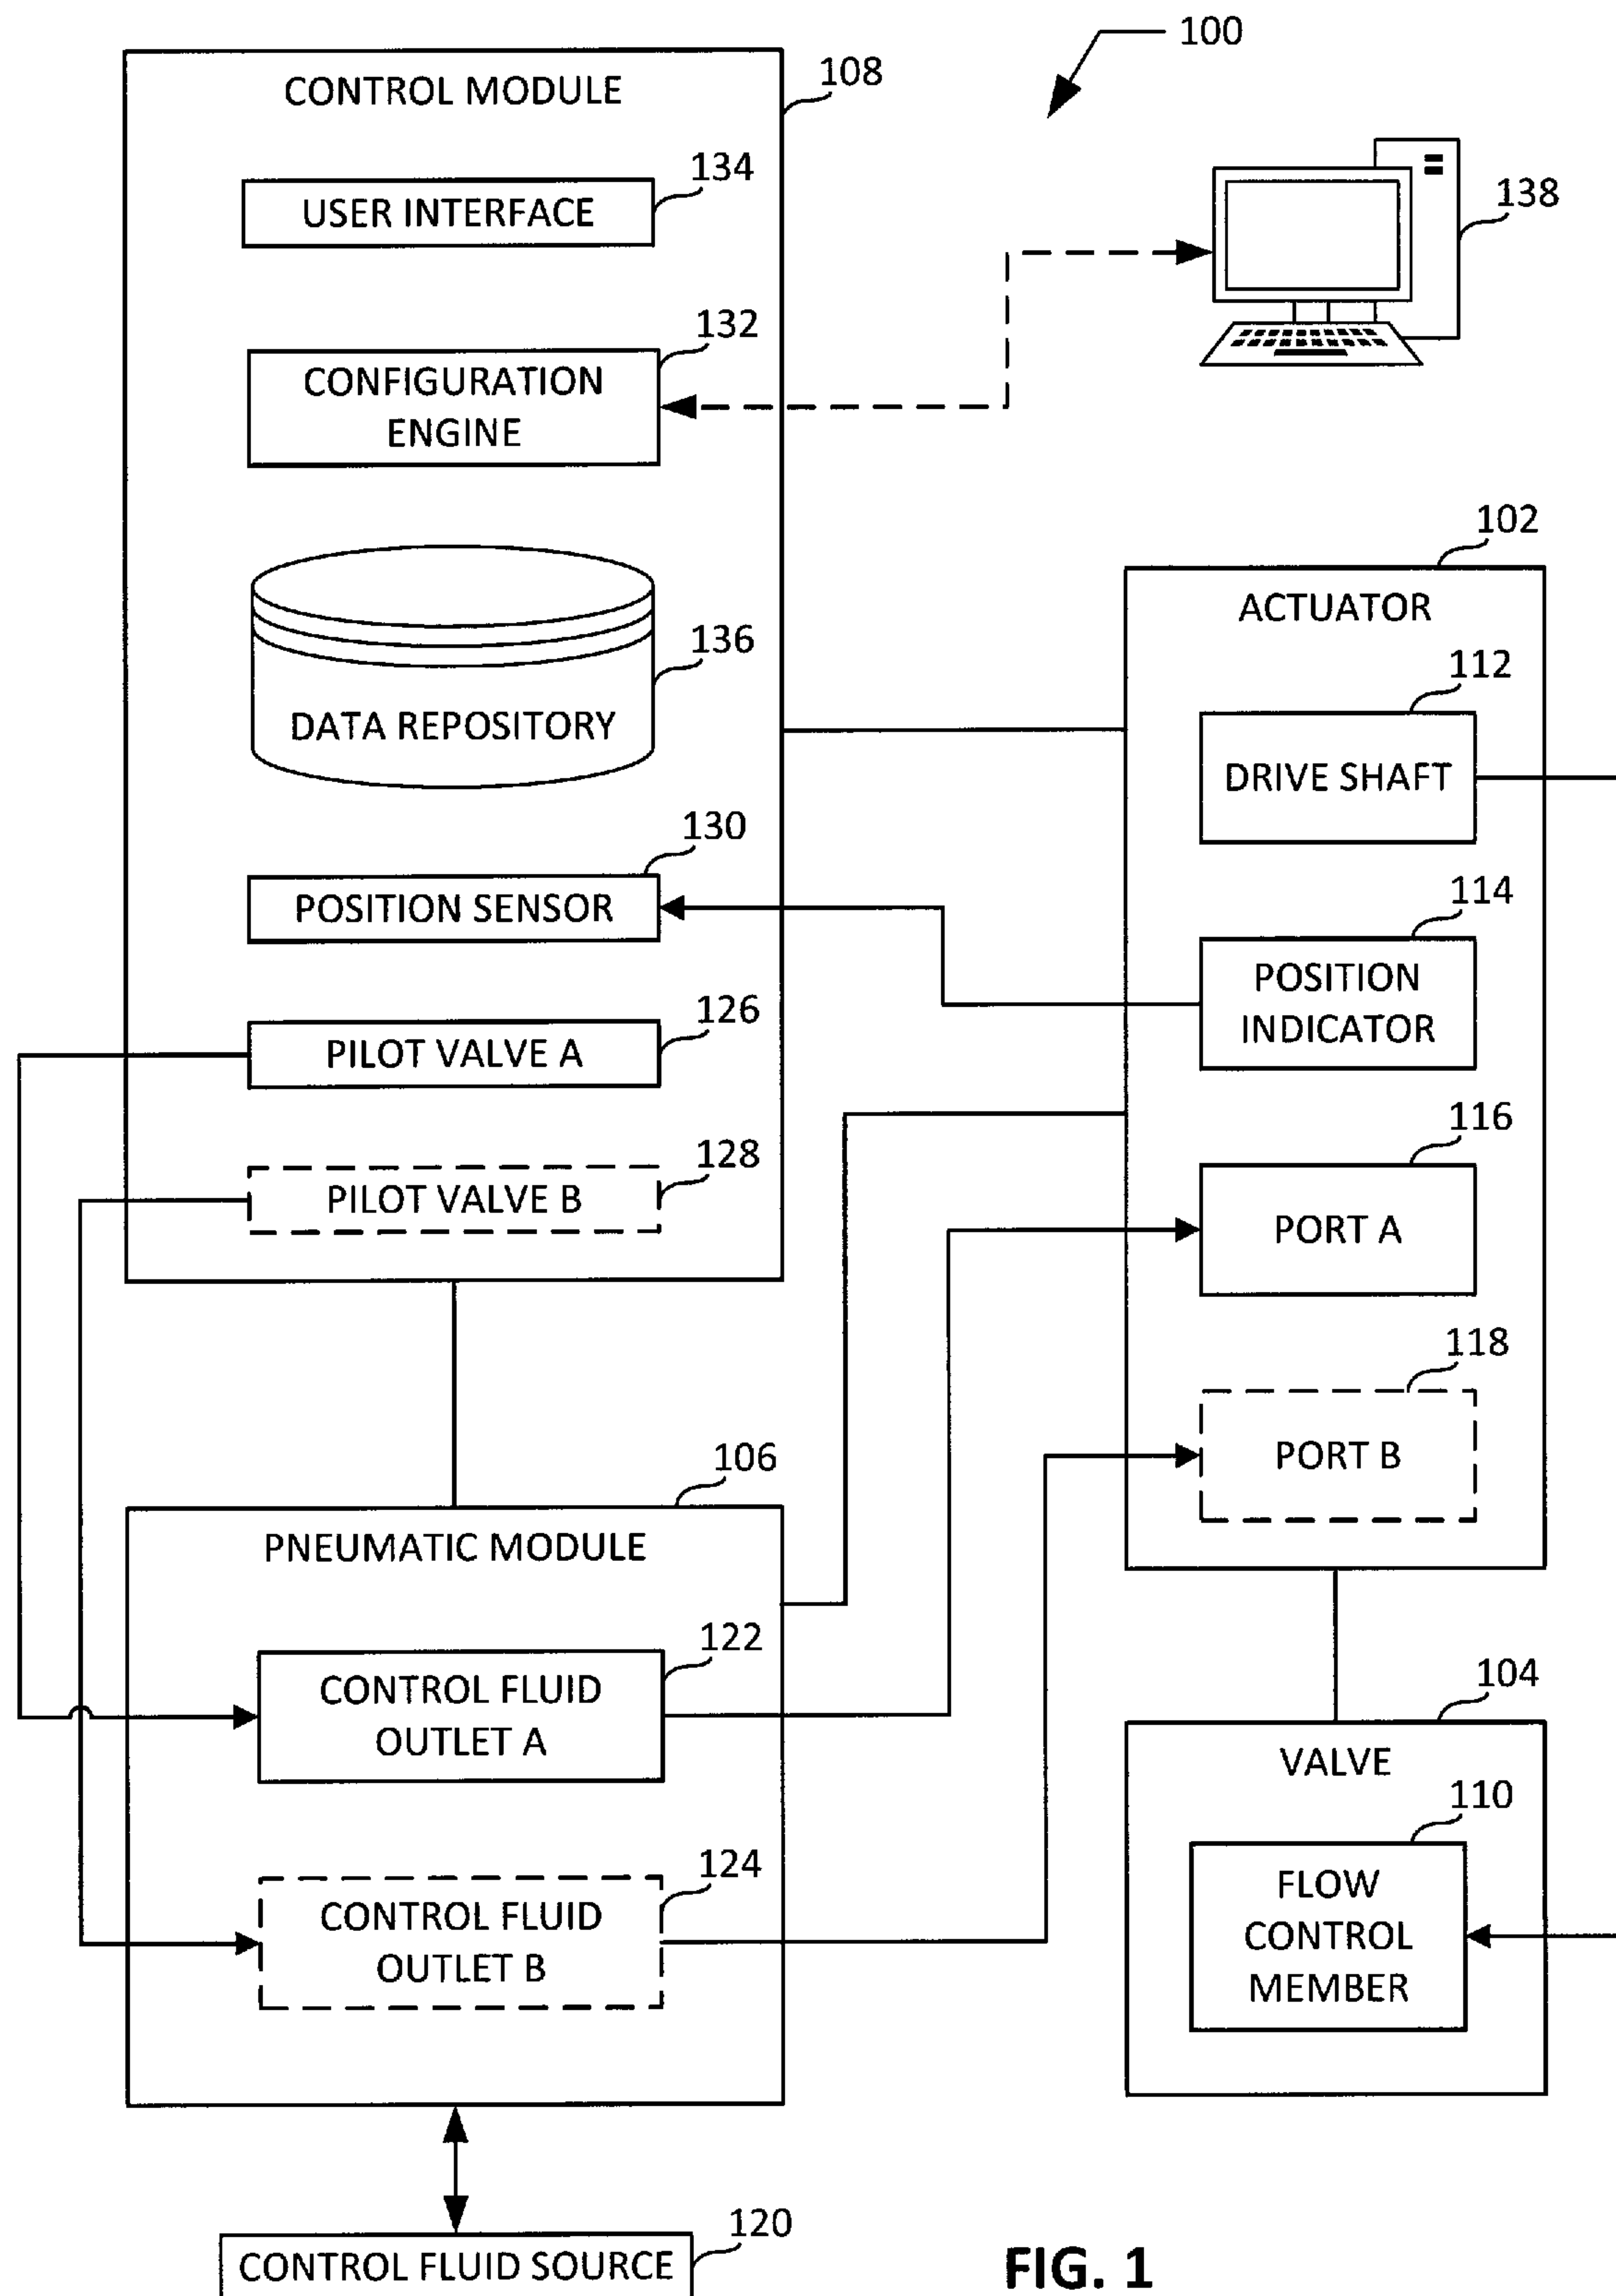 100
CONTROL MODULE
108
134
USER INTERFACE
138
132
CONFIGURATION
ENGINE
102
ACTUATOR
136
DATA REPOSITORY
112
DRIVE SHAFT
130
POSITION SENSOR
114
POSITION
INDICATOR
126
PILOT VALVE A
116
PORT A
128
PILOT VALVE B
118
PORT B
106
PNEUMATIC MODULE
122
CONTROL FLUID
OUTLET A
104
VALVE
110
FLOW
CONTROL
MEMBER
124
CONTROL FLUID
OUTLET B
120
CONTROL FLUID SOURCE
FIG. 1